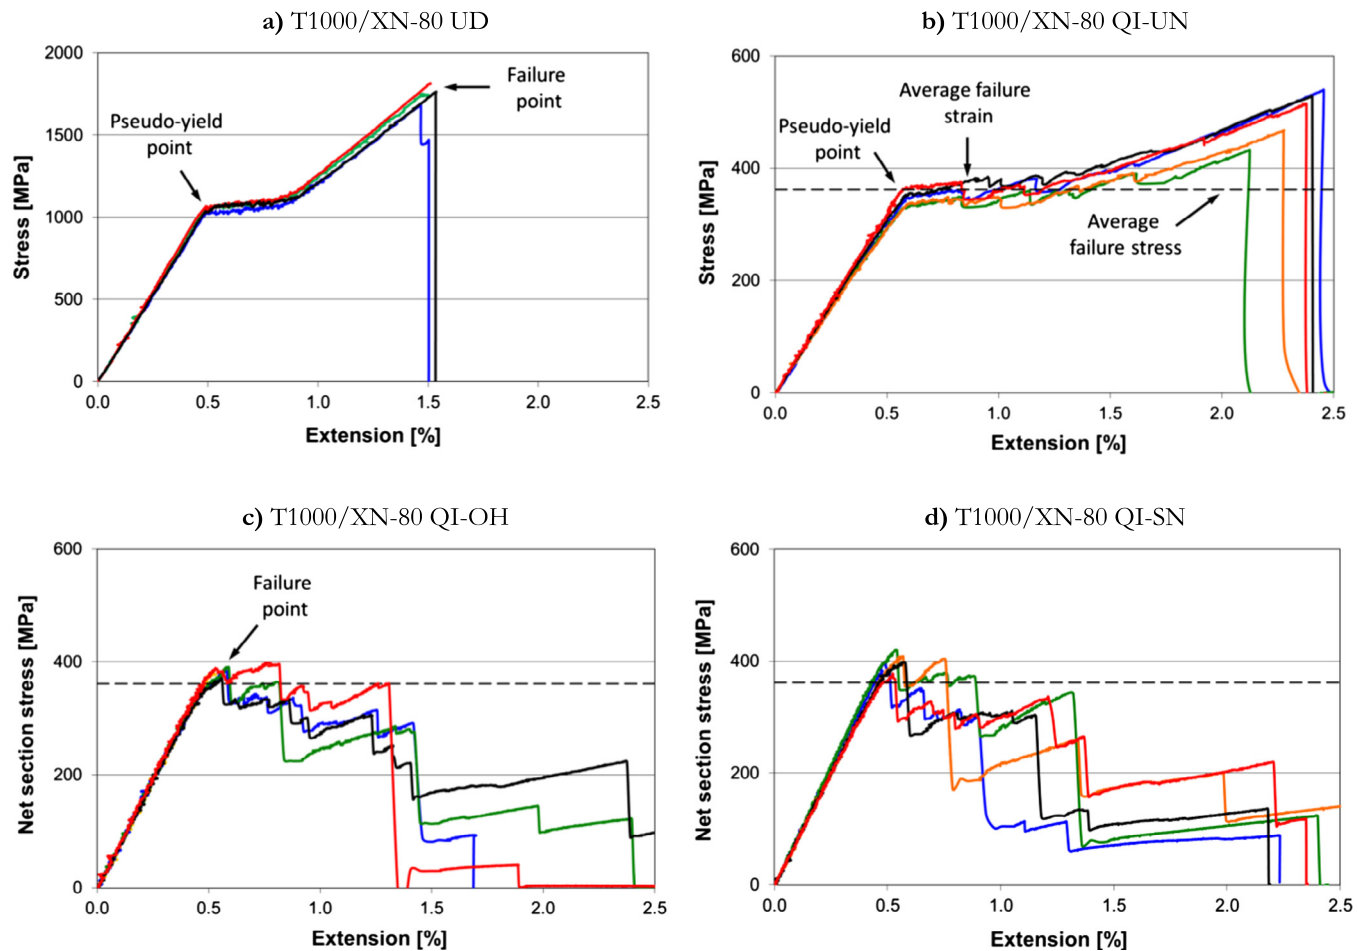 a) T1000/XN-80 UD
2000
1500
1000
500
0
0.0 0.5 1.0 1.5 2.0 2.5
Stress [MPa]
Extension [%]
Pseudo-yield
point
Failure
point
b) T1000/XN-80 QI-UN
600
400
200
0
0.0 0.5 1.0 1.5 2.0 2.5
Stress [MPa]
Extension [%]
Average failure
strain
Pseudo-yield
point
Average
failure stress
c) T1000/XN-80 QI-OH
600
400
200
0
0.0 0.5 1.0 1.5 2.0 2.5
Net section stress [MPa]
Extension [%]
Failure
point
d) T1000/XN-80 QI-SN
600
400
200
0
0.0 0.5 1.0 1.5 2.0 2.5
Net section stress [MPa]
Extension [%]